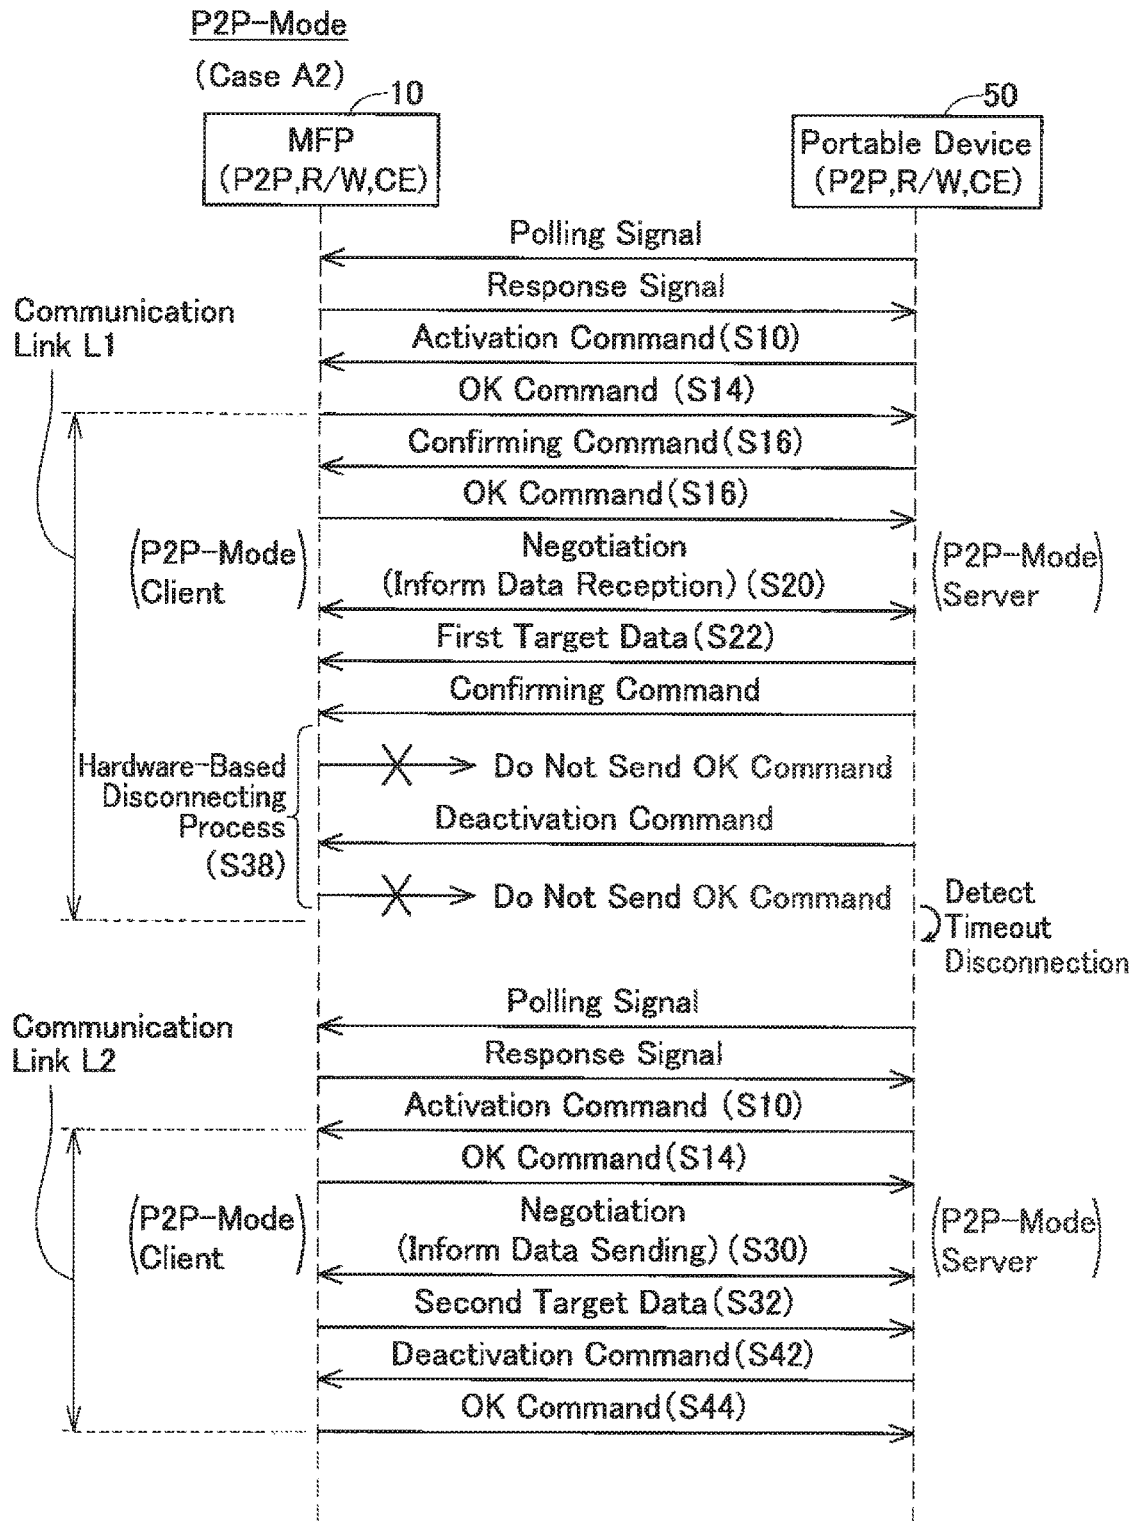 P2P-Mode
(Case A2)
10
50
MFP
(P2P,R/W,CE)
Portable Device
(P2P,R/W,CE)
Polling Signal
Response Signal
Communication
Link L1
Activation Command(S10)
OK Command (S14)
Confirming Command(S16)
OK Command(S16)
(P2P-Mode
Client)
Negotiation
(Inform Data Reception)(S20)
(P2P-Mode
Server)
First Target Data(S22)
Confirming Command
Hardware-Based
Disconnecting
Process
(S38)
Do Not Send OK Command
Deactivation Command
Do Not Send OK Command
Detect
Timeout
Disconnection
Polling Signal
Communication
Link L2
Response Signal
Activation Command (S10)
OK Command(S14)
(P2P-Mode
Client)
Negotiation
(Inform Data Sending)(S30)
(P2P-Mode
Server)
Second Target Data(S32)
Deactivation Command(S42)
OK Command(S44)